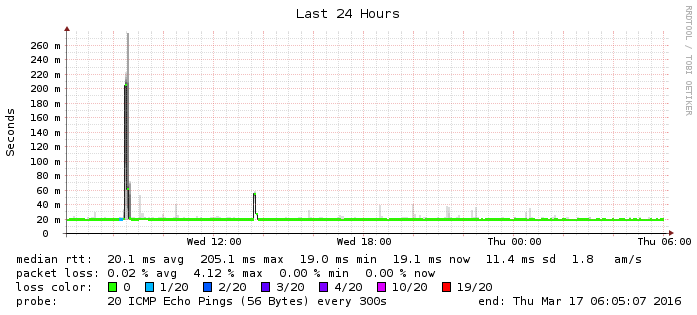 Last 24 Hours
RRDTOOL / TOBI OETIKER
Seconds
260 m
240 m
220 m
200 m
180 m
160 m
140 m
120 m
100 m
80 m
60 m
40 m
20 m
0
Wed 12:00 Wed 18:00 Thu 00:00 Thu 06:00
median rtt: 20.1 ms avg 205.1 ms max 19.0 ms min 19.1 ms now 11.4 ms sd 1.8 am/s
packet loss: 0.02 % avg 4.12 % max 0.00 % min 0.00 % now
loss color: 0 1/20 2/20 3/20 4/20 10/20 19/20
probe: 20 ICMP Echo Pings (56 Bytes) every 300s end: Thu Mar 17 06:05:07 2016